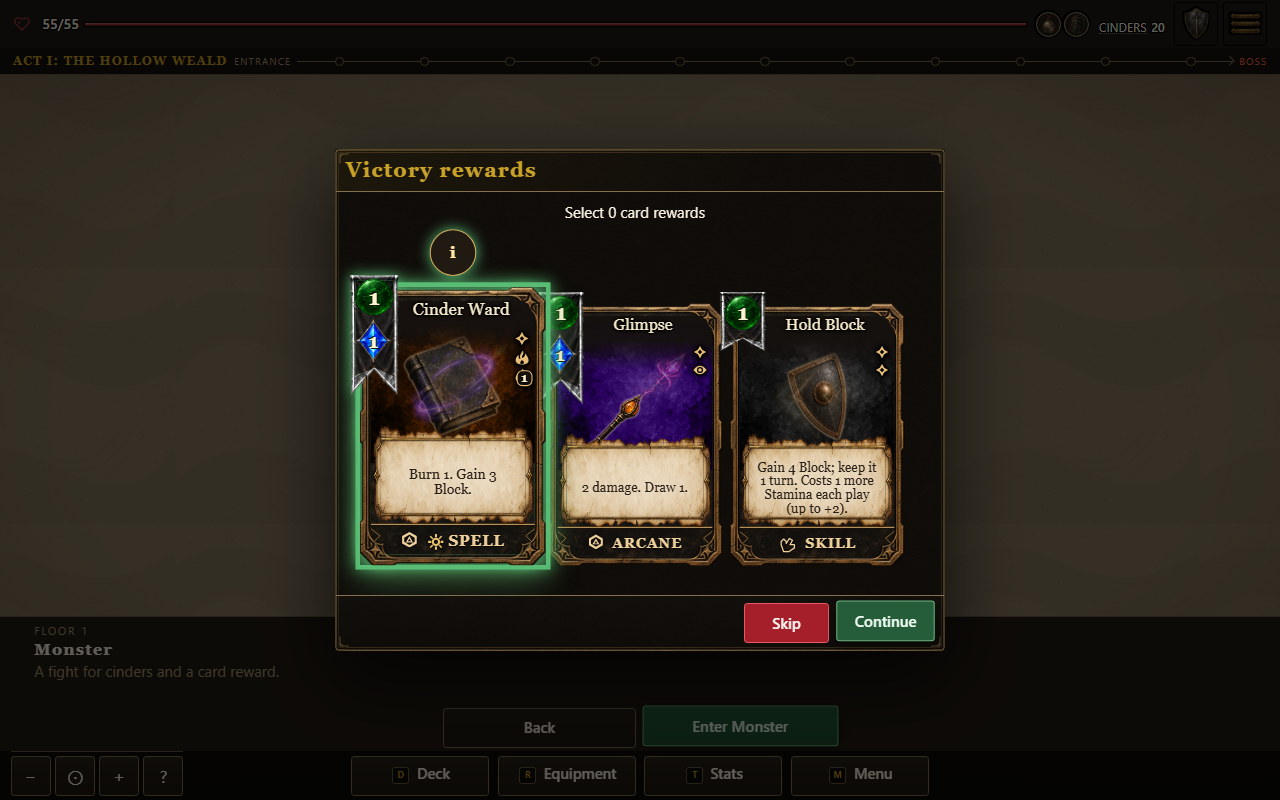 55/55
CINDERS 20
ACT I: THE HOLLOW WEALD ENTRANCE
BOSS
Victory rewards
Select 0 card rewards
i
1
1
Cinder Ward
1
Burn 1. Gain 3
Block.
SPELL
1
1
Glimpse
2 damage. Draw 1.
ARCANE
1
Hold Block
Gain 4 Block; keep it
1 turn. Costs 1 more
Stamina each play
(up to +2).
SKILL
Skip
Continue
FLOOR 1
Monster
A fight for cinders and a card reward.
Back
Enter Monster
− + ?
D Deck
R Equipment
T Stats
M Menu